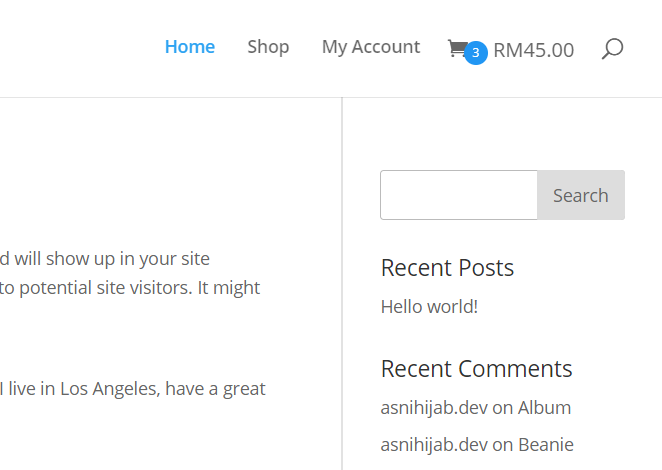 Home Shop My Account 3 RM45.00
d will show up in your site
to potential site visitors. It might
I live in Los Angeles, have a great
Search
Recent Posts
Hello world!
Recent Comments
asnihijab.dev on Album
asnihijab.dev on Beanie